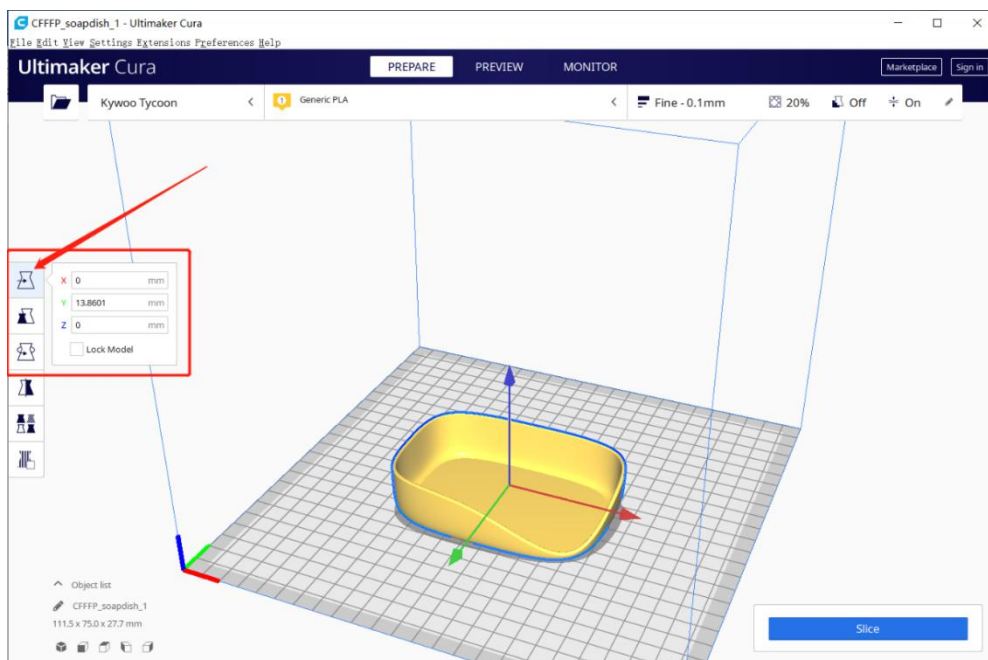 CFFFP_soapdish_1 - Ultimaker Cura
File Edit View Settings Extensions Preferences Help
Ultimaker Cura
PREPARE
PREVIEW
MONITOR
Marketplace
Sign in
Kywoo Tycoon
Generic PLA
Fine - 0.1mm
20%
Off
On
X 0 mm
Y 13.8601 mm
Z 0 mm
Lock Model
Object list
CFFFP_soapdish_1
111.5 x 75.0 x 27.7 mm
Slice